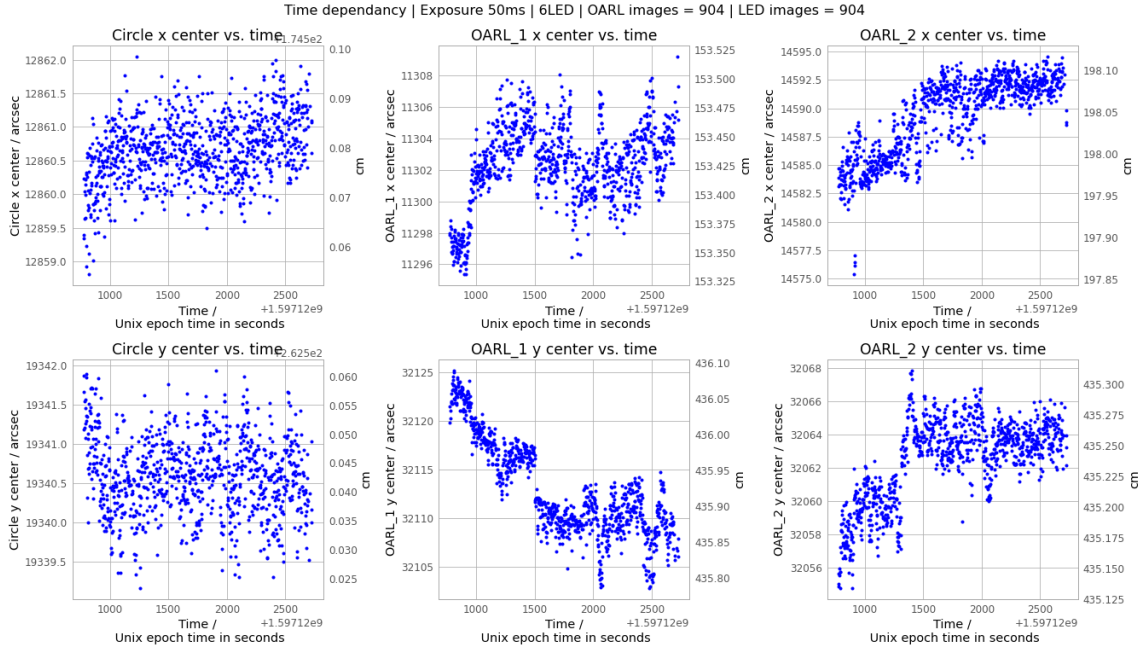 Time dependancy | Exposure 50ms | 6LED | OARL images = 904 | LED images = 904
Circle x center vs. time
1.745e2
Circle x center / arcsec
12862.0
12861.5
12861.0
12860.5
12860.0
12859.5
12859.0
0.10
0.09
0.08
0.07
0.06
cm
1000 1500 2000 2500
Time /
+1.59712e9
Unix epoch time in seconds
OARL_1 x center vs. time
OARL_1 x center / arcsec
11308
11306
11304
11302
11300
11298
11296
153.525
153.500
153.475
153.450
153.425
153.400
153.375
153.350
153.325
cm
1000 1500 2000 2500
Time /
+1.59712e9
Unix epoch time in seconds
OARL_2 x center vs. time
OARL_2 x center / arcsec
14595.0
14592.5
14590.0
14587.5
14585.0
14582.5
14580.0
14577.5
14575.0
198.10
198.05
198.00
197.95
197.90
197.85
cm
1000 1500 2000 2500
Time /
+1.59712e9
Unix epoch time in seconds
Circle y center vs. time
2.625e2
Circle y center / arcsec
19342.0
19341.5
19341.0
19340.5
19340.0
19339.5
0.060
0.055
0.050
0.045
0.040
0.035
0.030
0.025
cm
1000 1500 2000 2500
Time /
+1.59712e9
Unix epoch time in seconds
OARL_1 y center vs. time
OARL_1 y center / arcsec
32125
32120
32115
32110
32105
436.10
436.05
436.00
435.95
435.90
435.85
435.80
cm
1000 1500 2000 2500
Time /
+1.59712e9
Unix epoch time in seconds
OARL_2 y center vs. time
OARL_2 y center / arcsec
32068
32066
32064
32062
32060
32058
32056
435.300
435.275
435.250
435.225
435.200
435.175
435.150
435.125
cm
1000 1500 2000 2500
Time /
+1.59712e9
Unix epoch time in seconds